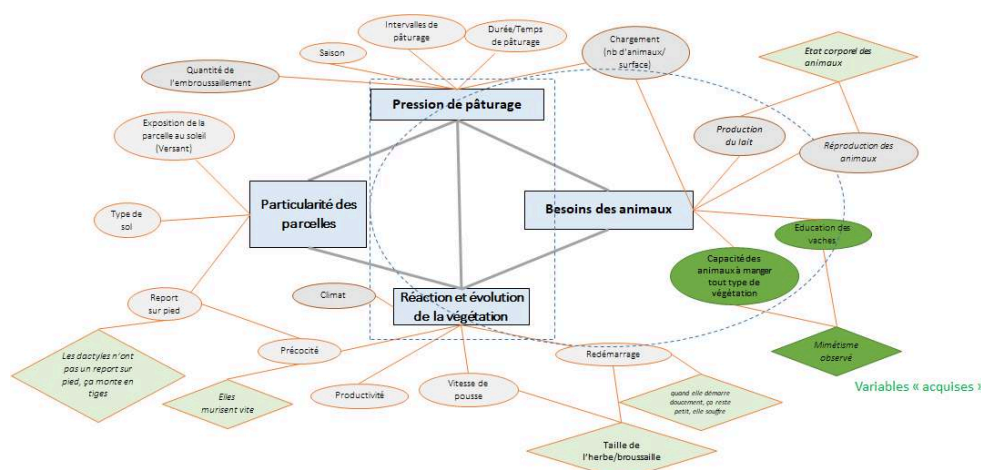 Intervalles de
pâturage
Durée/Temps
de pâturage
Saison
Chargement
(nb d'animaux/
surface)
Etat corporel des
animaux
Quantité de
l'embroussaillement
Pression de pâturage
Exposition de la
parcelle au soleil
(Versant)
Production
du lait
Réproduction des
animaux
Particularité des
parcelles
Besoins des animaux
Type de
sol
Education des
vaches
Capacité des
animaux à manger
tout type de
végétation
Climat
Réaction et évolution
de la végétation
Report
sur pied
Précocité
Redémarrage
Mimétisme
observé
Les dactyles n'ont
pas un report sur
pied, ça monte en
tiges
Elles
murisent vite
Productivité
Vitesse de
pousse
quand elle démarre
doucement, ça reste
petit, elle souffre
Variables « acquises »
Taille de
l'herbe/broussaille